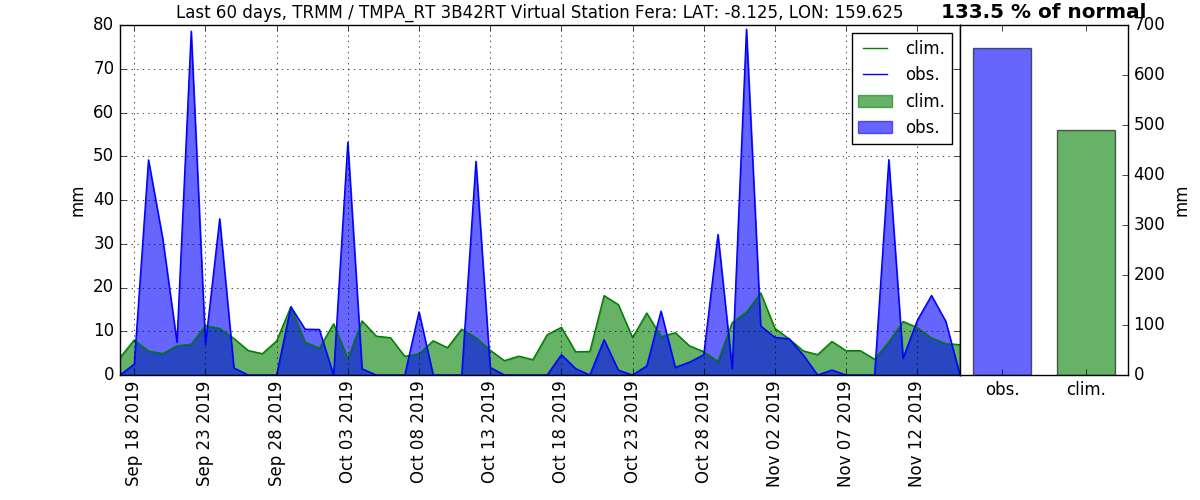 Last 60 days, TRMM / TMPA_RT 3B42RT Virtual Station Fera: LAT: -8.125, LON: 159.625
133.5 % of normal
80
70
60
50
40
30
20
10
0
mm
clim.
obs.
clim.
obs.
700
600
500
400
300
200
100
0
mm
Sep 18 2019
Sep 23 2019
Sep 28 2019
Oct 03 2019
Oct 08 2019
Oct 13 2019
Oct 18 2019
Oct 23 2019
Oct 28 2019
Nov 02 2019
Nov 07 2019
Nov 12 2019
obs.
clim.